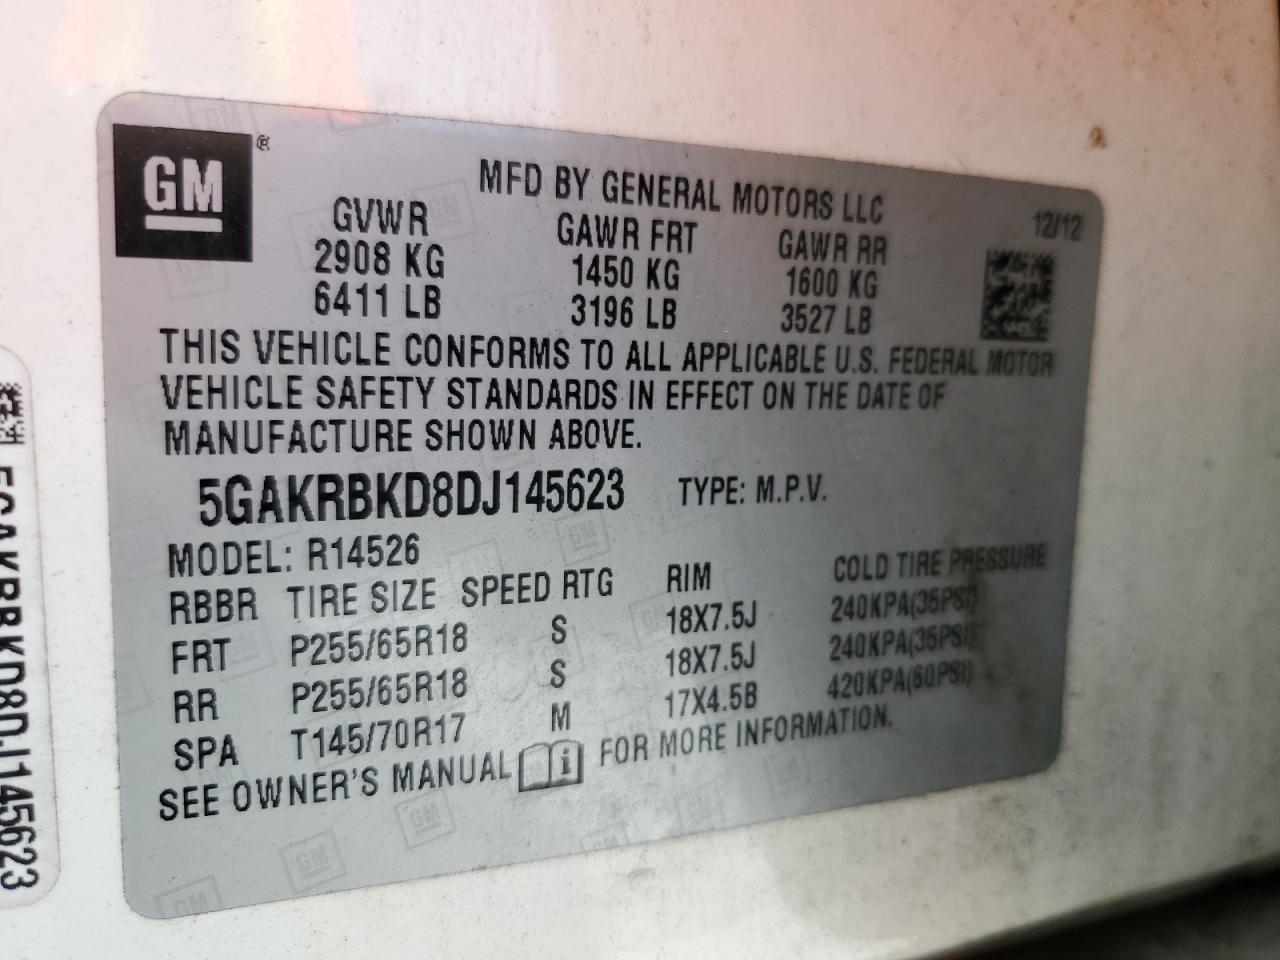 GM ®
MFD BY GENERAL MOTORS LLC
12/12
GVWR GAWR FRT GAWR RR
2908 KG 1450 KG 1600 KG
6411 LB 3196 LB 3527 LB
THIS VEHICLE CONFORMS TO ALL APPLICABLE U.S. FEDERAL MOTOR
VEHICLE SAFETY STANDARDS IN EFFECT ON THE DATE OF
MANUFACTURE SHOWN ABOVE.
5GAKRBKD8DJ145623 TYPE: M.P.V.
MODEL: R14526
RBBR TIRE SIZE SPEED RTG RIM COLD TIRE PRESSURE
FRT P255/65R18 S 18X7.5J 240KPA(35PSI)
RR P255/65R18 S 18X7.5J 240KPA(35PSI)
SPA T145/70R17 M 17X4.5B 420KPA(60PSI)
SEE OWNER'S MANUAL FOR MORE INFORMATION.
5GAKRBKD8DJ145623